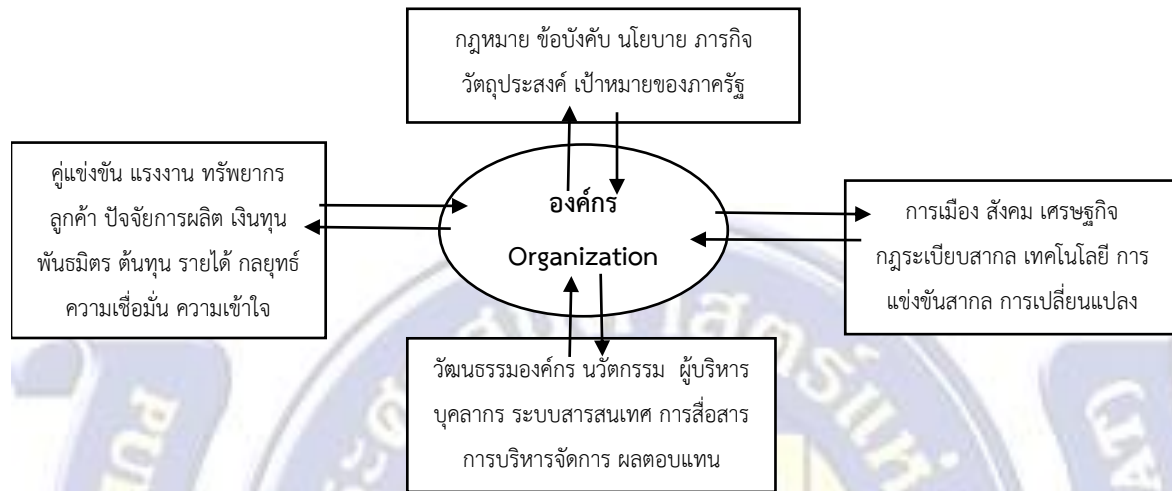 กฎหมาย ข้อบังคับ นโยบาย ภารกิจ
วัตถุประสงค์ เป้าหมายของภาครัฐ
คู่แข่งขัน แรงงาน ทรัพยากร
ลูกค้า ปัจจัยการผลิต เงินทุน
พันธมิตร ต้นทุน รายได้ กลยุทธ์
ความเชื่อมั่น ความเข้าใจ
องค์กร
Organization
การเมือง สังคม เศรษฐกิจ
กฎระเบียบสากล เทคโนโลยี การ
แข่งขันสากล การเปลี่ยนแปลง
วัฒนธรรมองค์กร นวัตกรรม ผู้บริหาร
บุคลากร ระบบสารสนเทศ การสื่อสาร
การบริหารจัดการ ผลตอบแทน